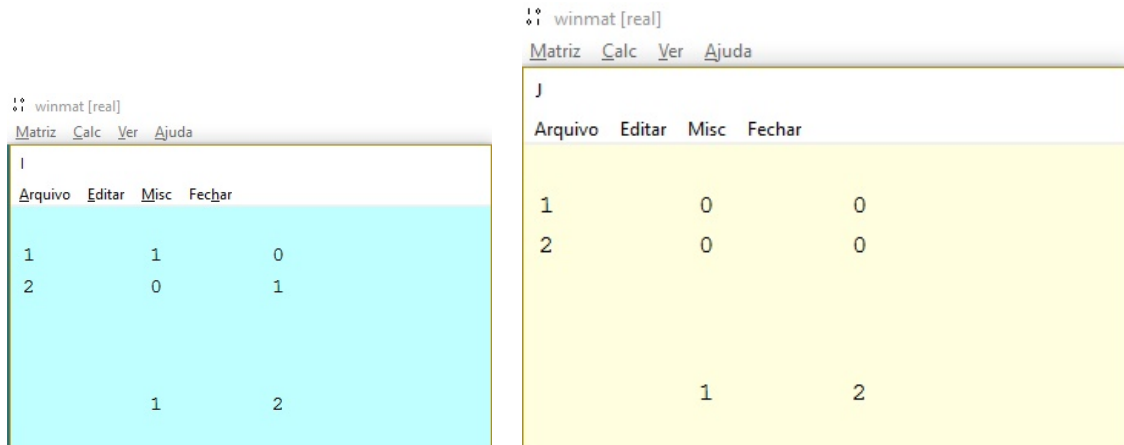 winmat [real]
Matriz Calc Ver Ajuda
I
Arquivo Editar Misc Fechar
1 1 0
2 0 1
1 2
winmat [real]
Matriz Calc Ver Ajuda
J
Arquivo Editar Misc Fechar
1 0 0
2 0 0
1 2